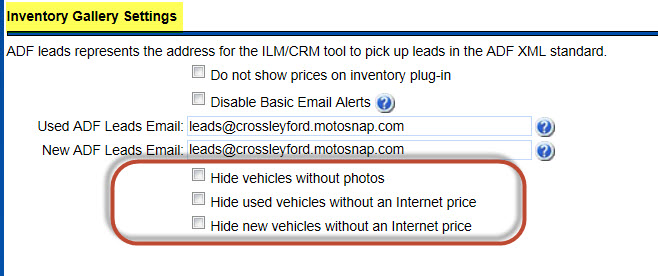 Inventory Gallery Settings
ADF leads represents the address for the ILM/CRM tool to pick up leads in the ADF XML standard.
Do not show prices on inventory plug-in
Disable Basic Email Alerts ?
Used ADF Leads Email: leads@crossleyford.motosnap.com ?
New ADF Leads Email: leads@crossleyford.motosnap.com ?
Hide vehicles without photos
Hide used vehicles without an Internet price
Hide new vehicles without an Internet price